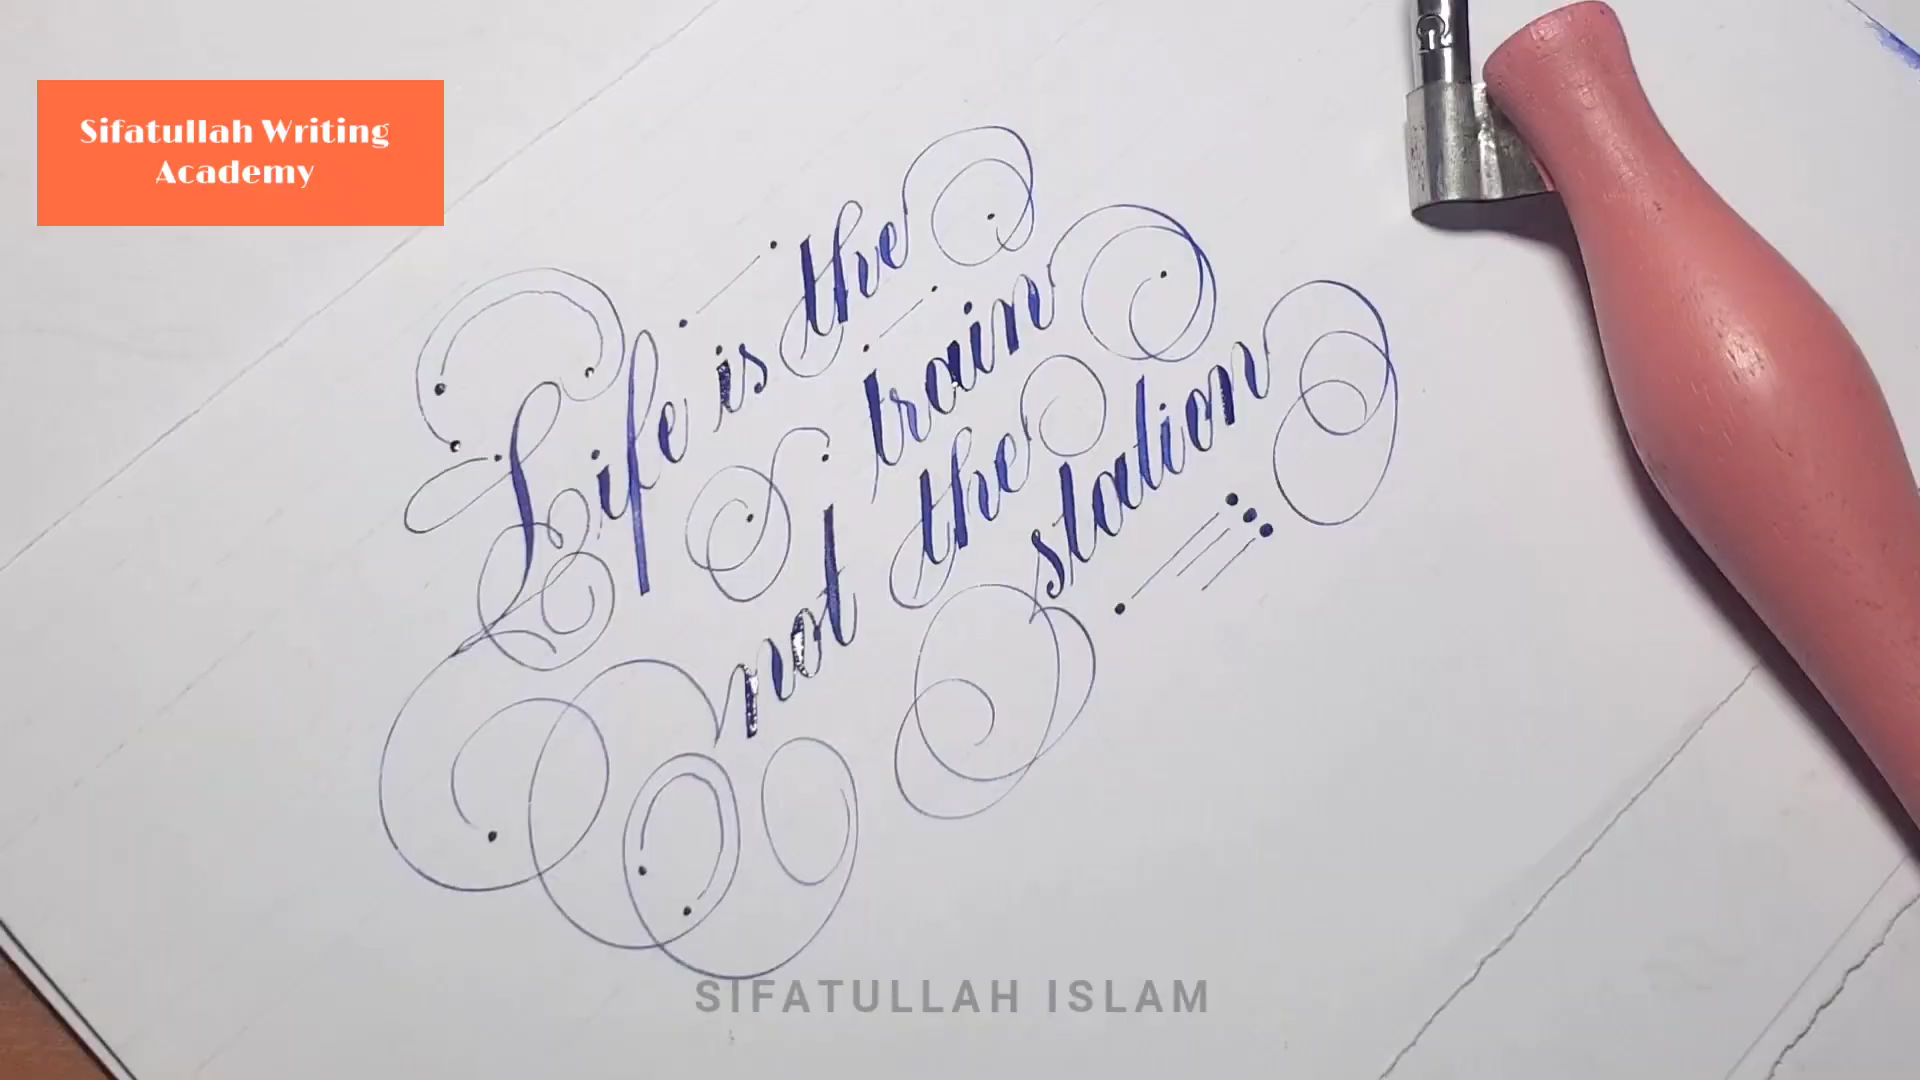 Sifatullah Writing
Academy
Life is the
train
not the
station
SIFATULLAH ISLAM